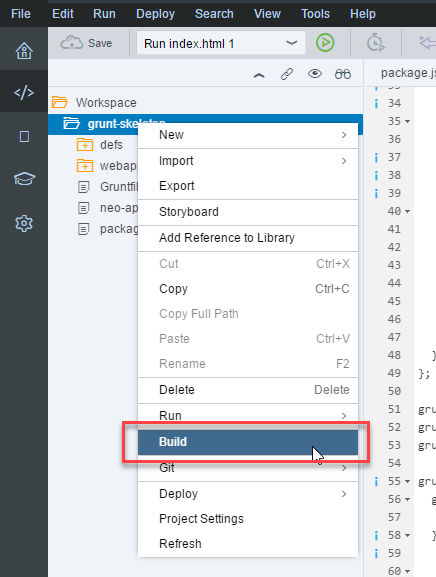 File Edit Run Deploy Search View Tools Help
Save Run index.html 1
package.js
Workspace
grunt-skeleton
defs
webap
Gruntfil
neo-ap
packag
New
Import
Export
Storyboard
Add Reference to Library
Cut Ctrl+X
Copy Ctrl+C
Copy Full Path
Paste Ctrl+V
Rename F2
Delete Delete
Run
Build
Git
Deploy
Project Settings
Refresh
34
35
36
37
38
39
40
41
42
43
44
45
46
47
48 }
49 };
50
51 gru
52 gru
53 gru
54
55 gru
56 g
57
58 }
59
60